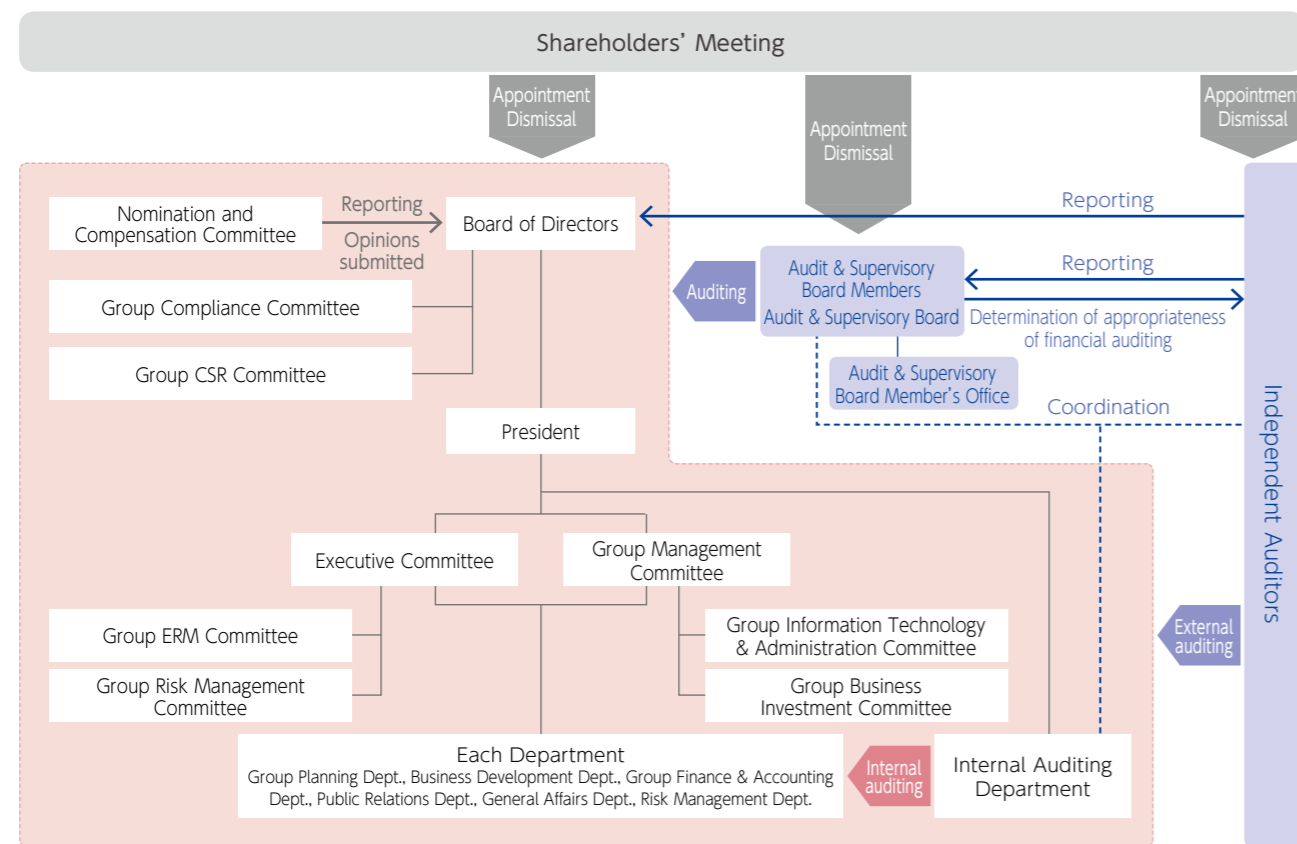 Shareholders’ Meeting
Appointment
Dismissal
Appointment
Dismissal
Appointment
Dismissal
Nomination and
Compensation Committee
Reporting
Opinions
submitted
Board of Directors
Reporting
Group Compliance Committee
Group CSR Committee
Auditing
Audit & Supervisory
Board Members
Audit & Supervisory Board
Reporting
Determination of appropriateness
of financial auditing
Audit & Supervisory
Board Member’s Office
Coordination
Independent Auditors
President
Executive Committee
Group Management
Committee
Group ERM Committee
Group Risk Management
Committee
Group Information Technology
& Administration Committee
Group Business
Investment Committee
External
auditing
Each Department
Group Planning Dept., Business Development Dept., Group Finance & Accounting
Dept., Public Relations Dept., General Affairs Dept., Risk Management Dept.
Internal
auditing
Internal Auditing
Department